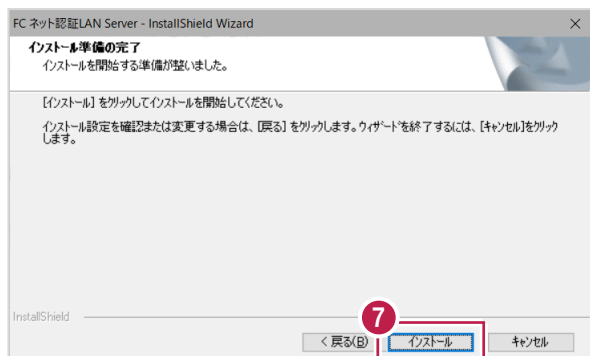 FC ネット認証LAN Server - InstallShield Wizard
インストール準備の完了
インストールを開始する準備が整いました。
[インストール] をクリックしてインストールを開始してください。
インストール設定を確認または変更する場合は、[戻る] をクリックします。ウィザードを終了するには、[キャンセル]をクリック
します。
InstallShield
7
< 戻る(B)
インストール
キャンセル